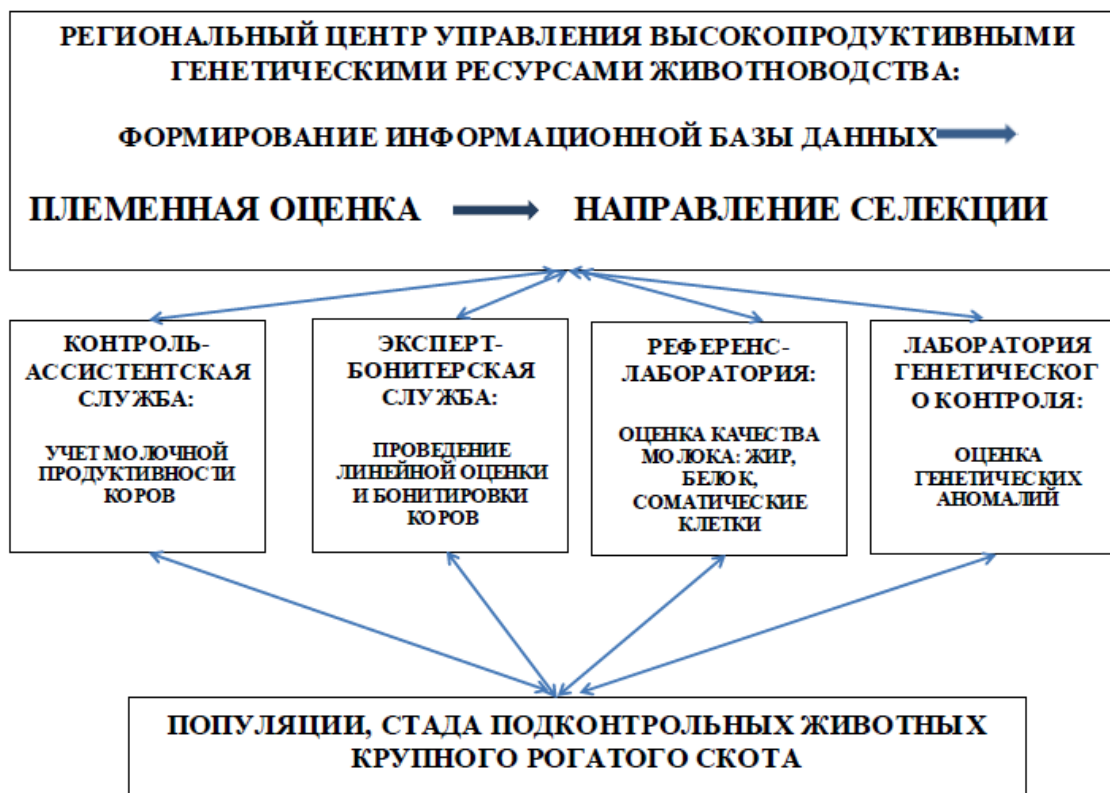 РЕГИОНАЛЬНЫЙ ЦЕНТР УПРАВЛЕНИЯ ВЫСОКОПРОДУКТИВНЫМИ
ГЕНЕТИЧЕСКИМИ РЕСУРСАМИ ЖИВОТНОВОДСТВА:
ФОРМИРОВАНИЕ ИНФОРМАЦИОННОЙ БАЗЫ ДАННЫХ
ПЛЕМЕННАЯ ОЦЕНКА НАПРАВЛЕНИЕ СЕЛЕКЦИИ
КОНТРОЛЬ-
АССИСТЕНТСКАЯ
СЛУЖБА:
УЧЕТ МОЛОЧНОЙ
ПРОДУКТИВНОСТИ
КОРОВ
ЭКСПЕРТ-
БОНИТЕРСКАЯ
СЛУЖБА:
ПРОВЕДЕНИЕ
ЛИНЕЙНОЙ ОЦЕНКИ
И БОНИТИРОВКИ
КОРОВ
РЕФЕРЕНС-
ЛАБОРАТОРИЯ:
ОЦЕНКА КАЧЕСТВА
МОЛОКА: ЖИР,
БЕЛОК,
СОМАТИЧЕСКИЕ
КЛЕТКИ
ЛАБОРАТОРИЯ
ГЕНЕТИЧЕСКОГ
О КОНТРОЛЯ:
ОЦЕНКА
ГЕНЕТИЧЕСКИХ
АНОМАЛИЙ
ПОПУЛЯЦИИ, СТАДА ПОДКОНТРОЛЬНЫХ ЖИВОТНЫХ
КРУПНОГО РОГАТОГО СКОТА